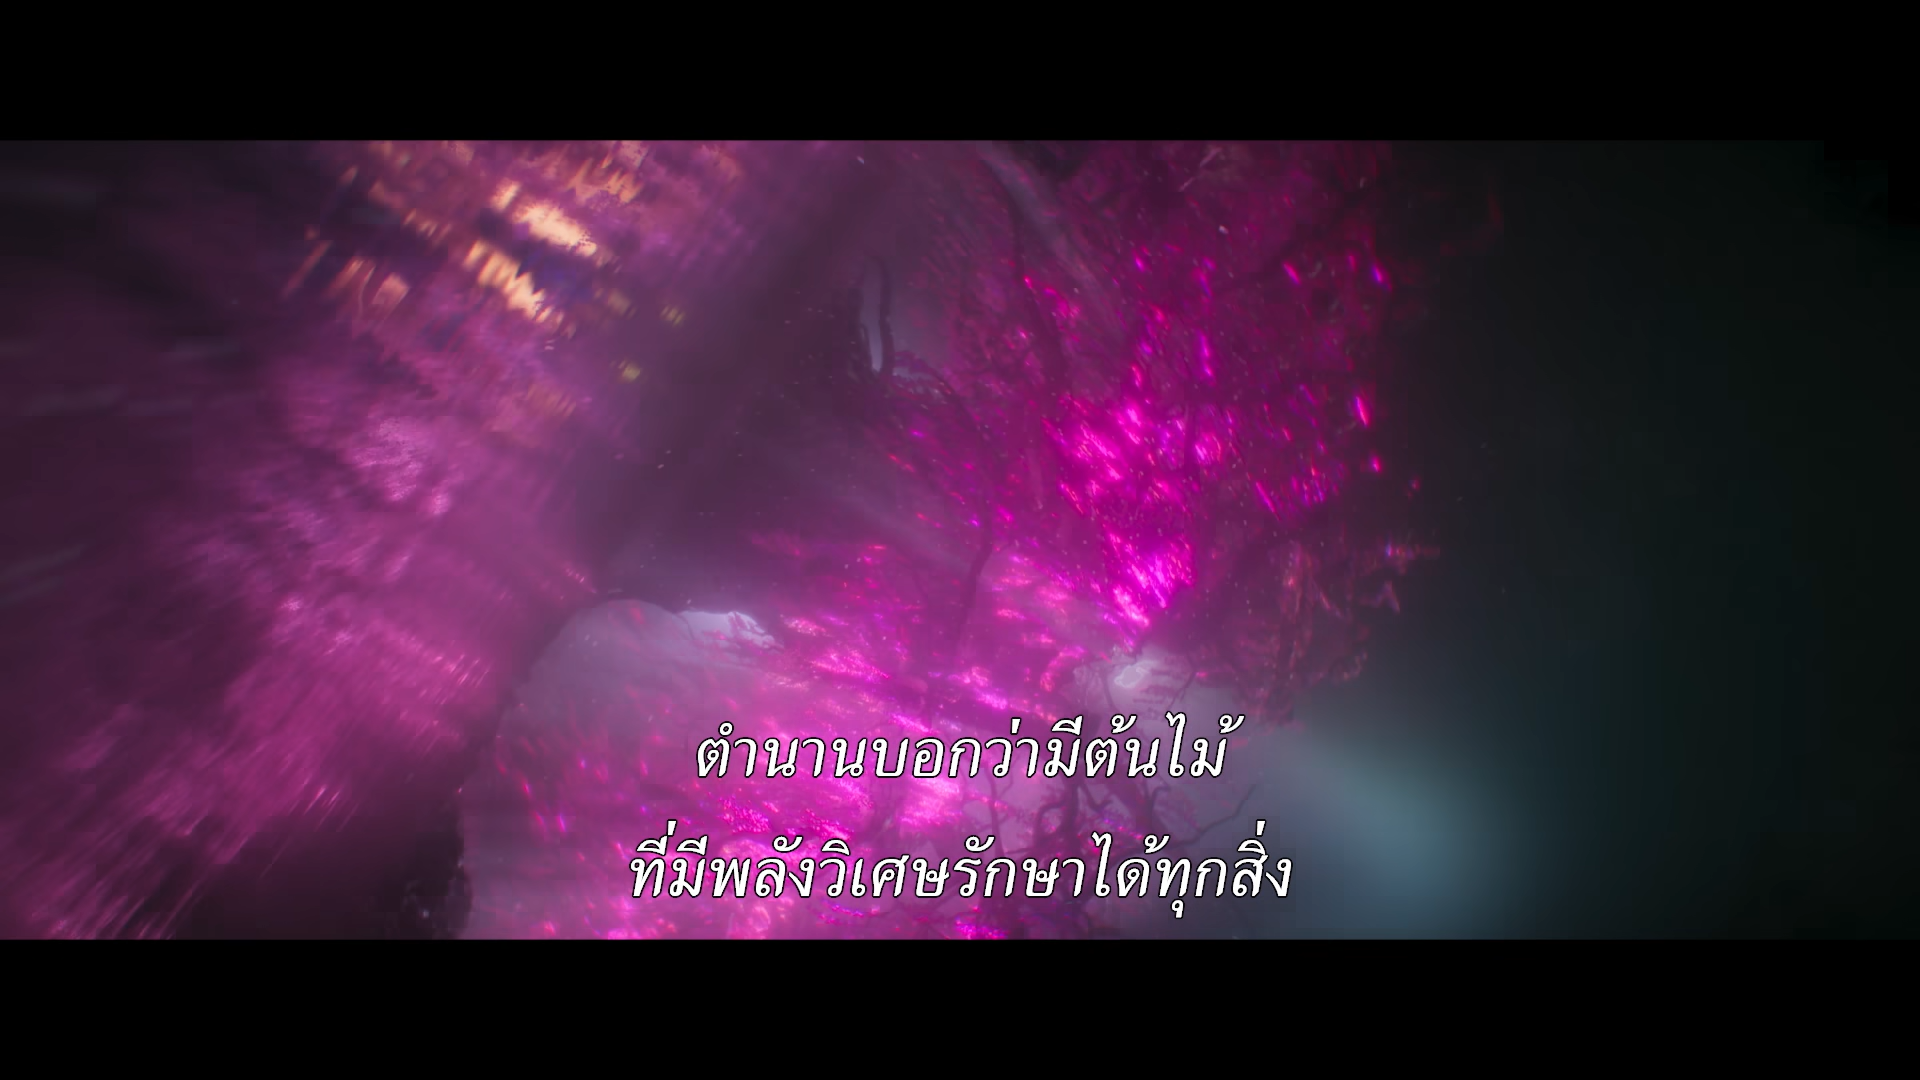 ตำนานบอกว่ามีต้นไม้
ที่มีพลังวิเศษรักษาได้ทุกสิ่ง